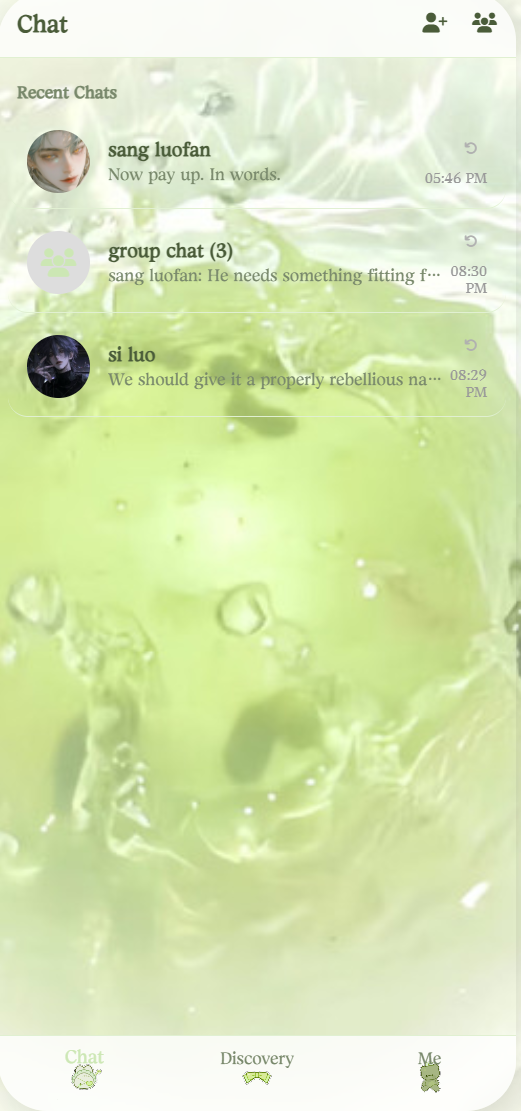 Chat
Recent Chats
sang luofan
Now pay up. In words.
05:46 PM
group chat (3)
sang luofan: He needs something fitting f···
08:30
PM
si luo
We should give it a properly rebellious na···
08:29
PM
Chat
Discovery
Me